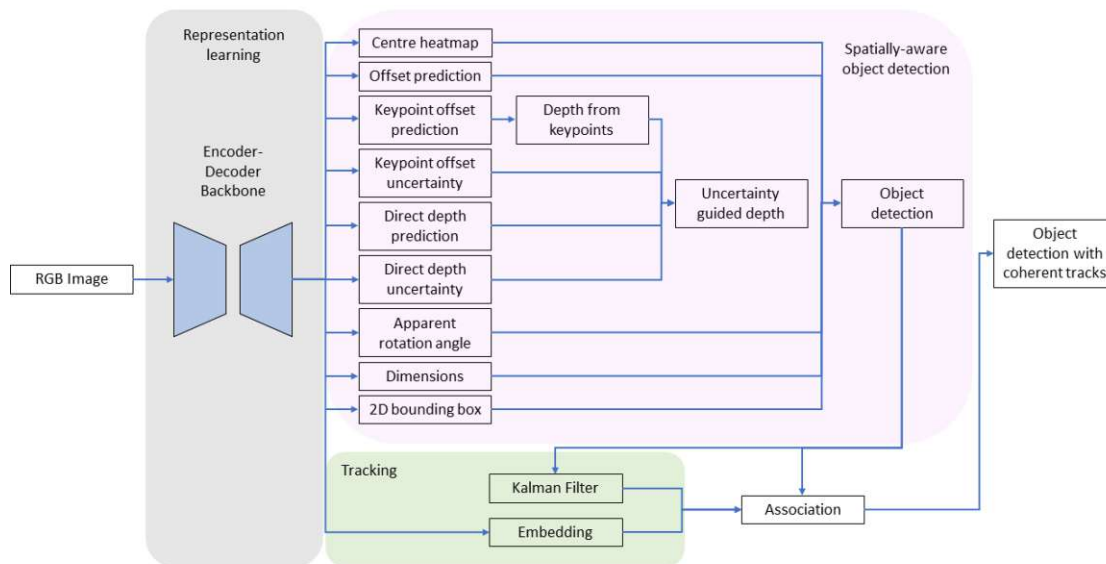 Representation
learning
Encoder-
Decoder
Backbone
RGB Image
Centre heatmap
Offset prediction
Keypoint offset
prediction
Depth from
keypoints
Keypoint offset
uncertainty
Direct depth
prediction
Direct depth
uncertainty
Apparent
rotation angle
Dimensions
2D bounding box
Uncertainty
guided depth
Spatially-aware
object detection
Object
detection
Object
detection with
coherent tracks
Tracking
Kalman Filter
Embedding
Association